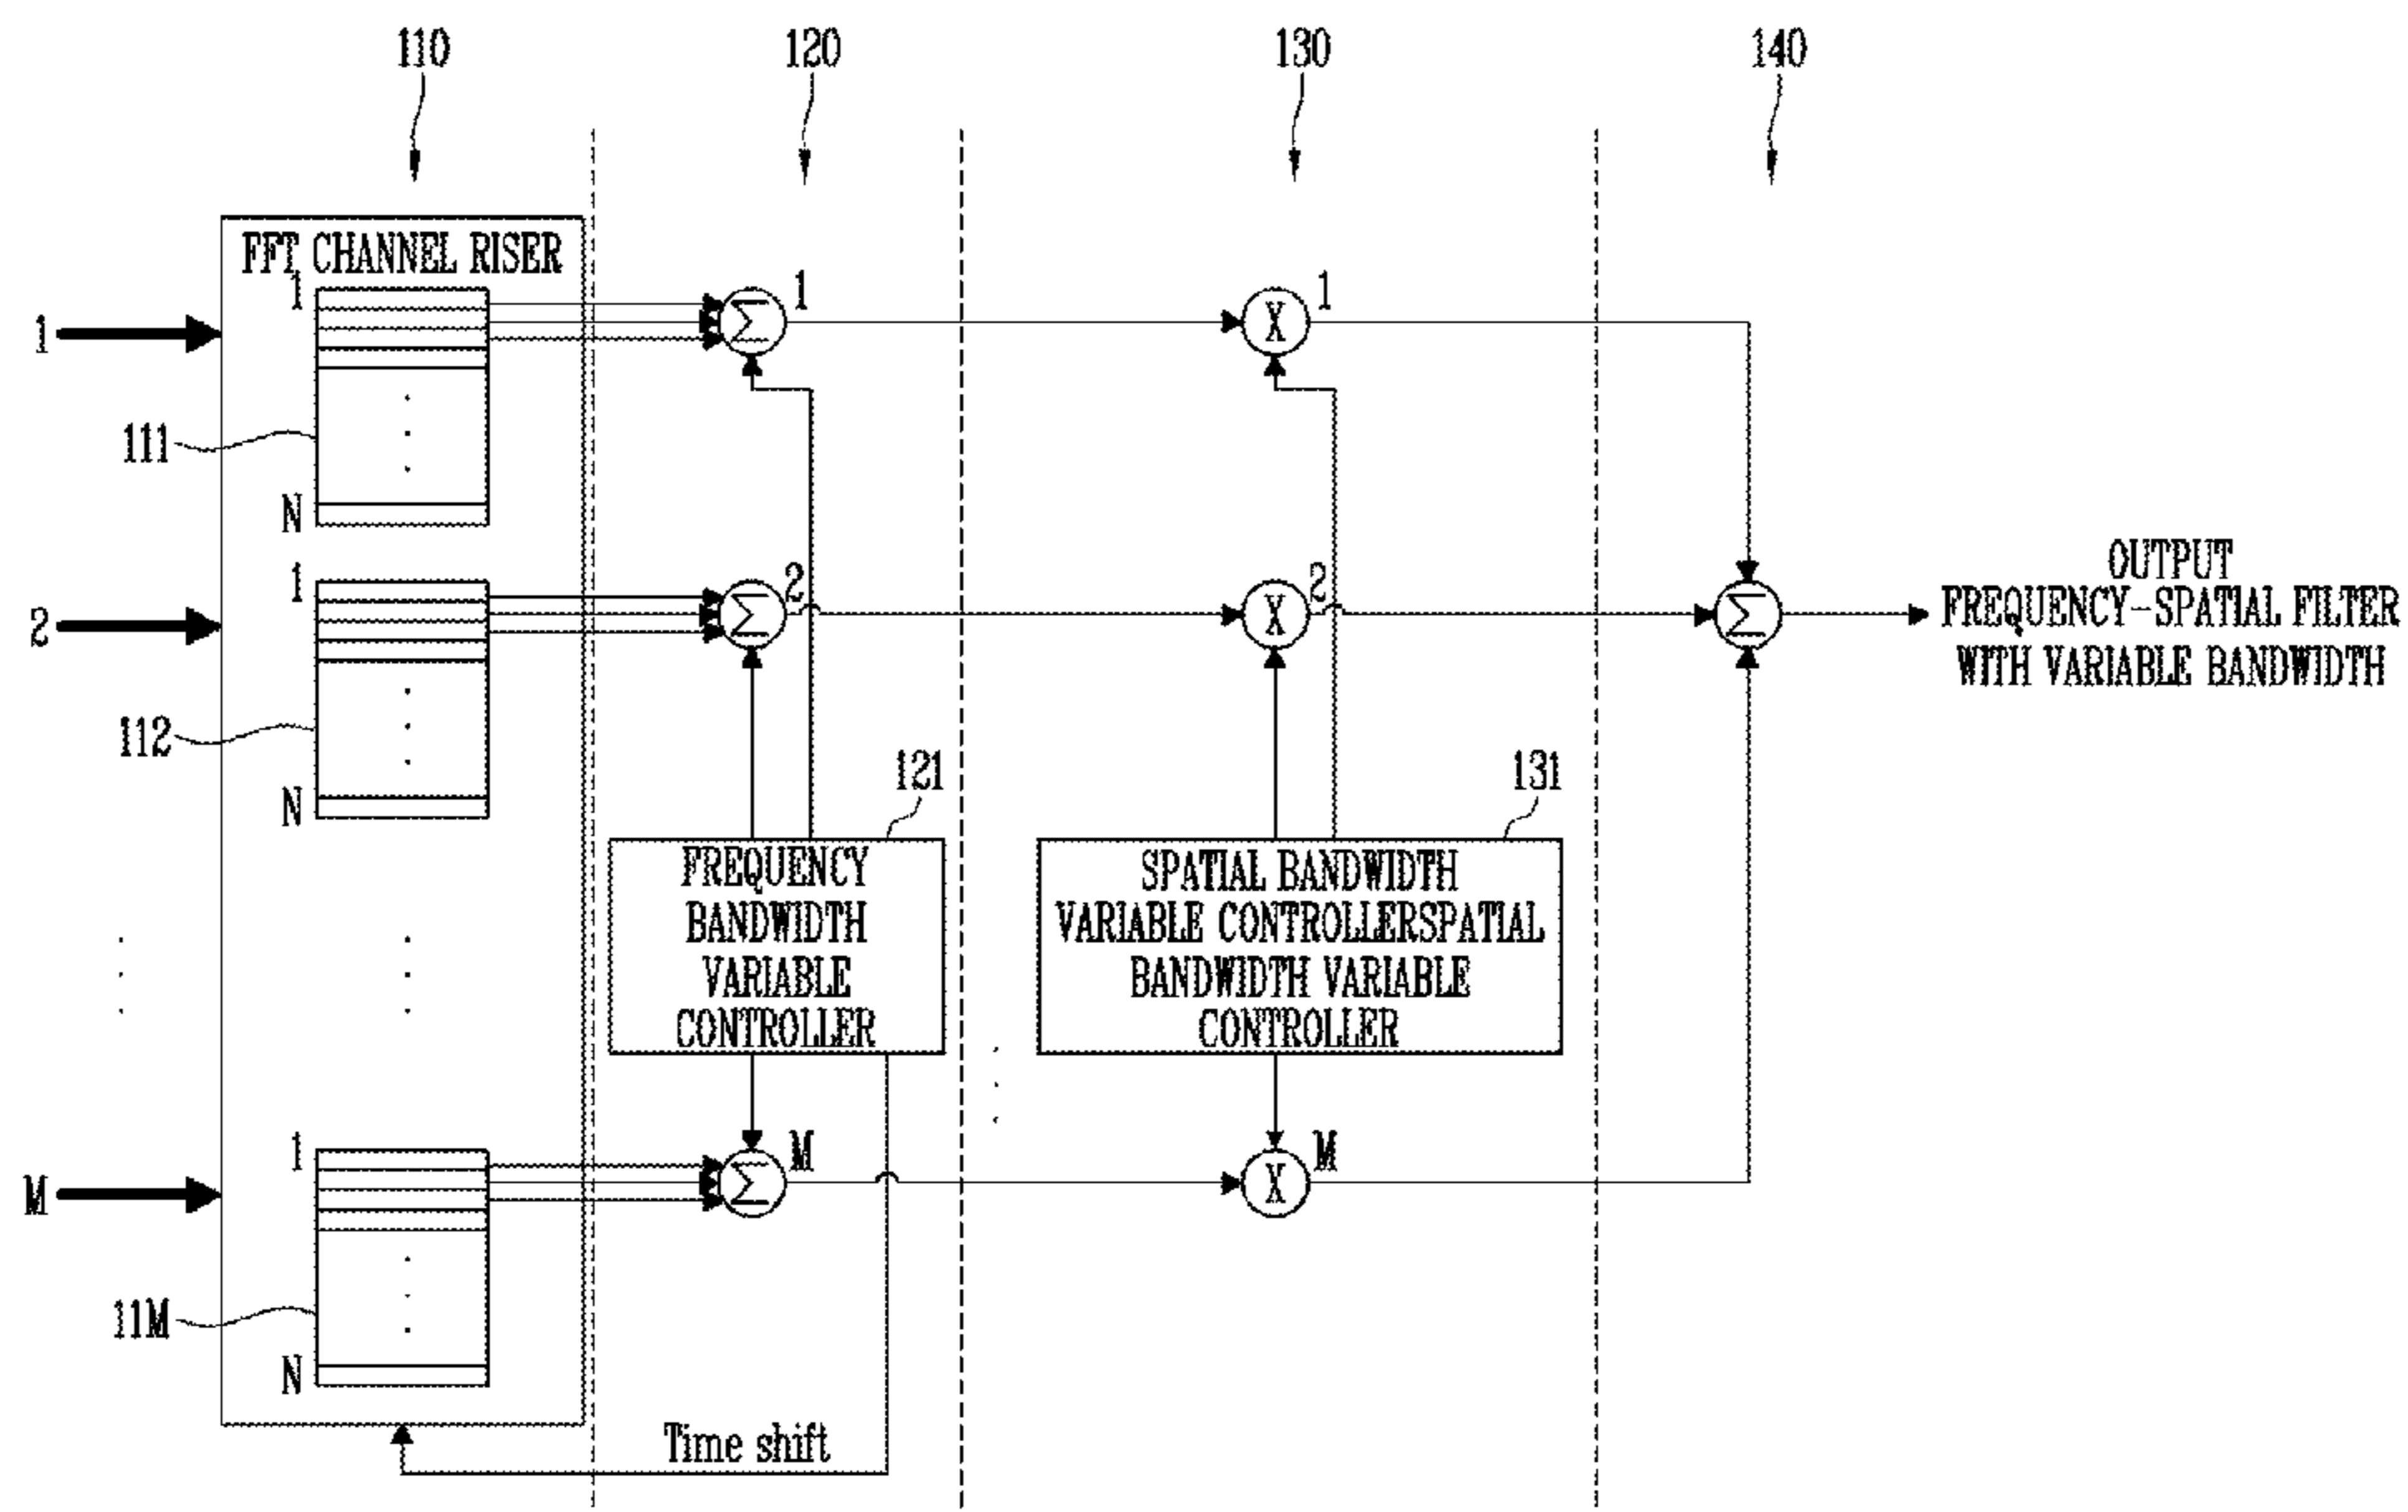 110
120
130
140
FFT CHANNEL RISER
1
1
Σ
1
X
1
111
N
1
2
Σ
2
X
2
Σ
OUTPUT
FREQUENCY-SPATIAL FILTER
WITH VARIABLE BANDWIDTH
112
N
121
131
FREQUENCY
BANDWIDTH
VARIABLE
CONTROLLER
SPATIAL BANDWIDTH
VARIABLE CONTROLLERSPATIAL
BANDWIDTH VARIABLE
CONTROLLER
1
M
Σ
M
X
M
11M
N
Time shift